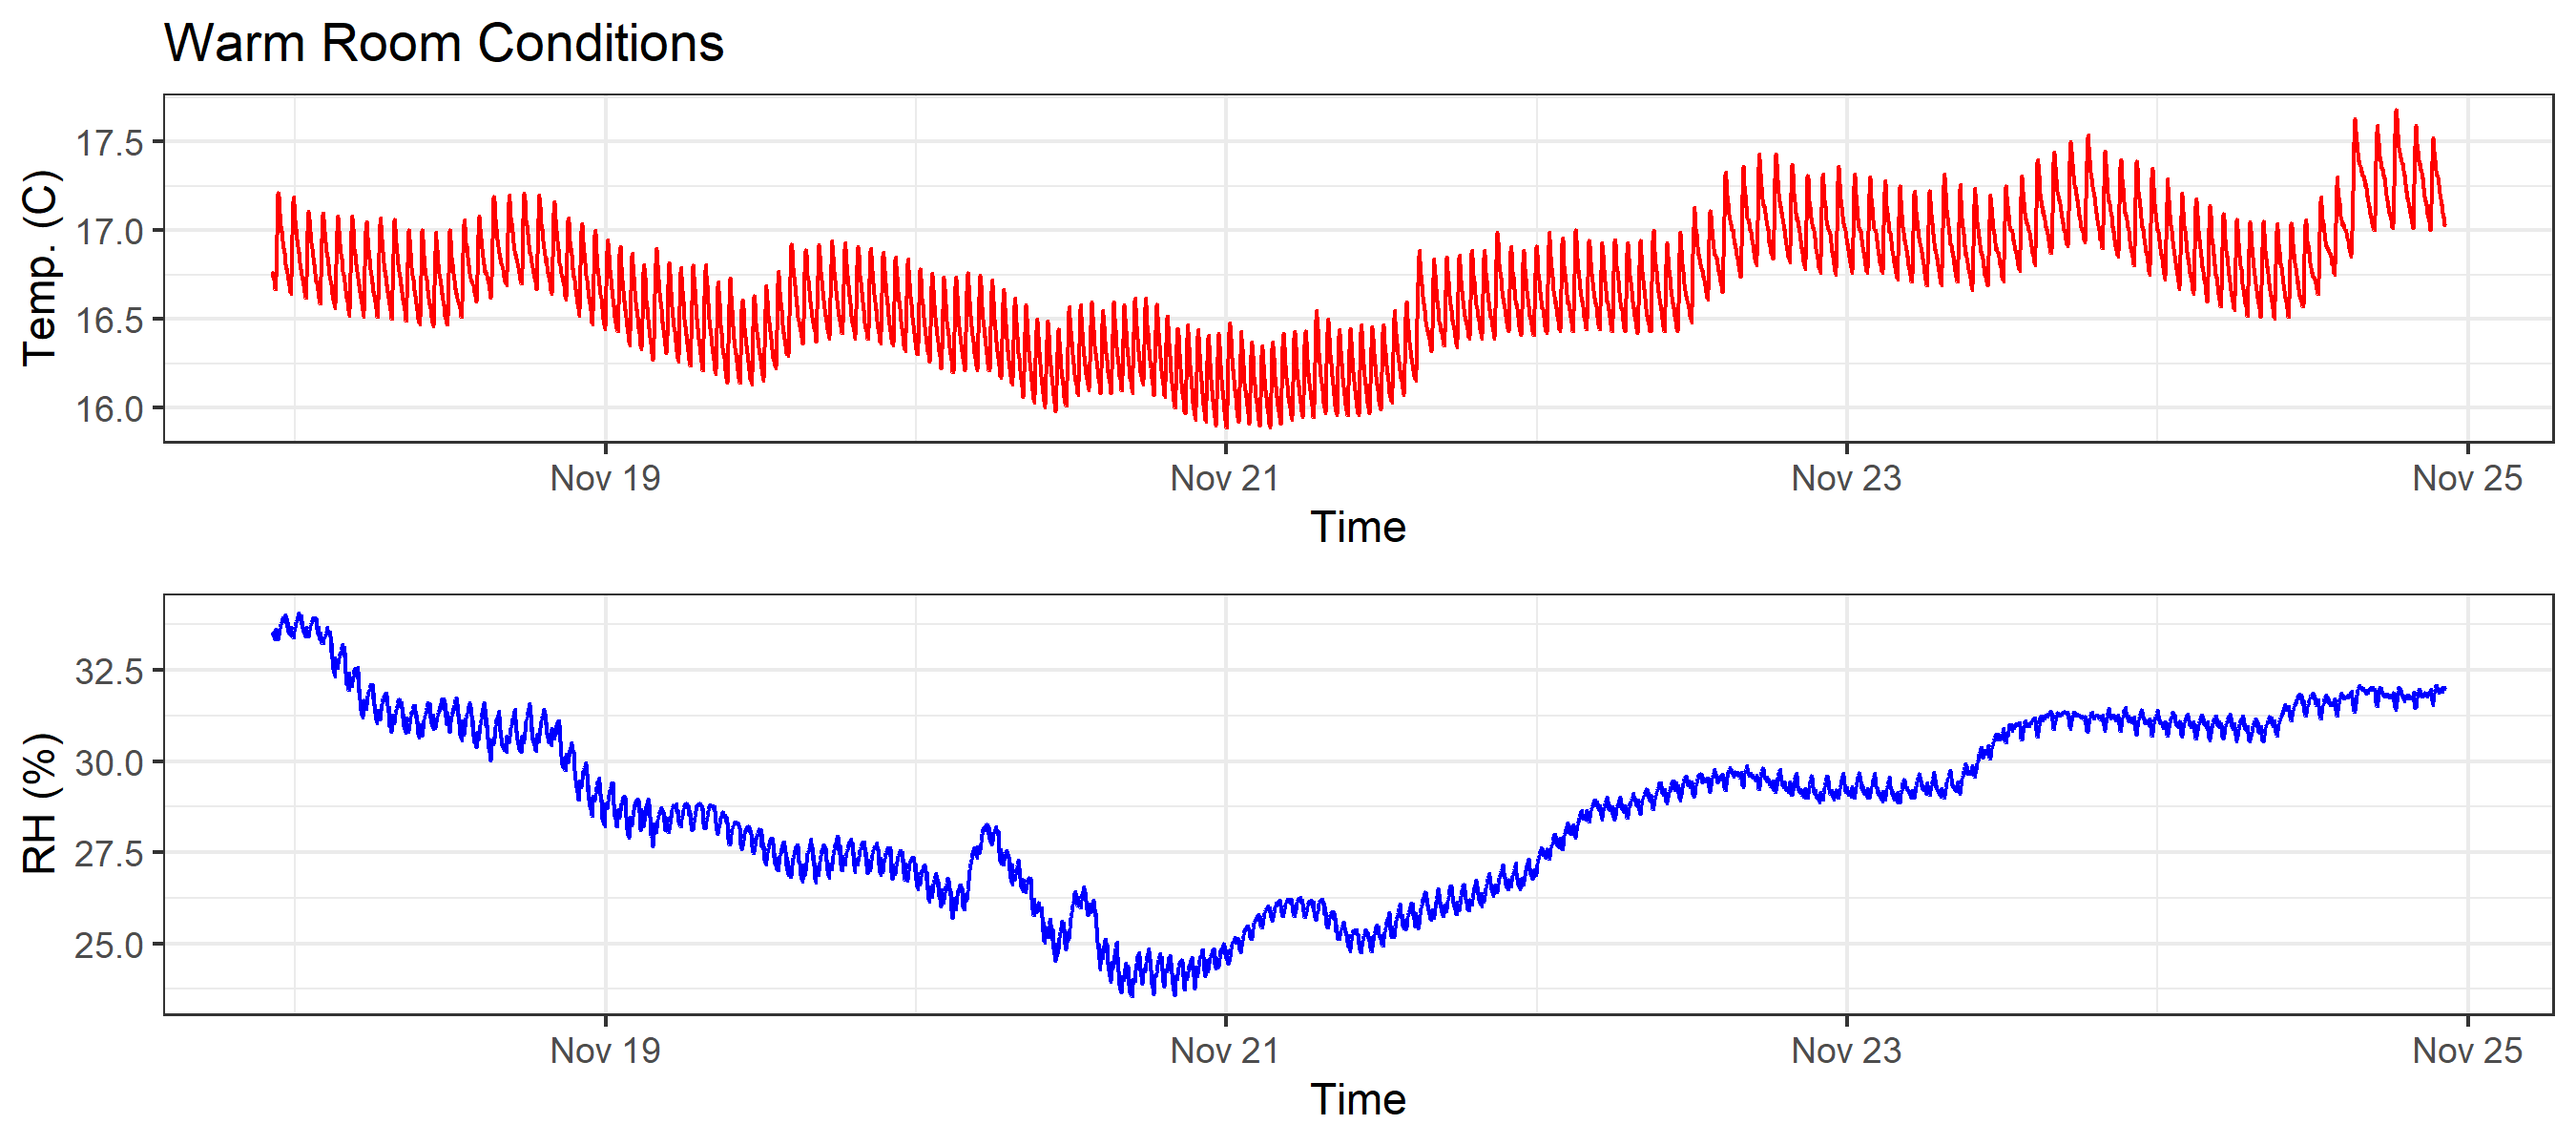 Warm Room Conditions
Temp. (C)
17.5
17.0
16.5
16.0
Nov 19 Nov 21 Nov 23 Nov 25
Time
RH (%)
32.5
30.0
27.5
25.0
Nov 19 Nov 21 Nov 23 Nov 25
Time